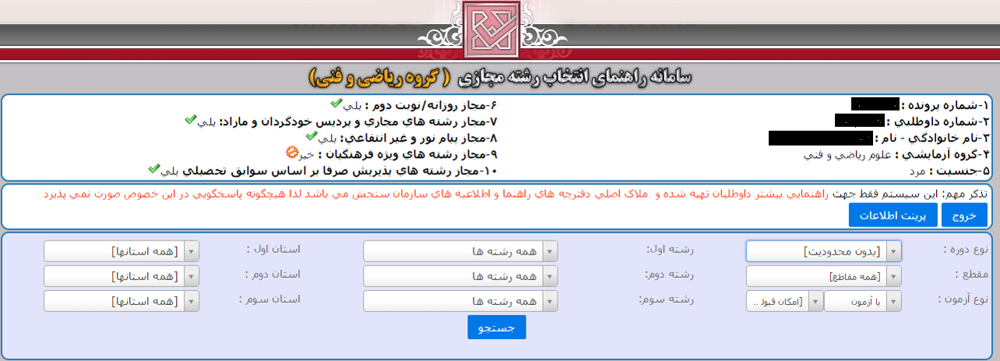 سامانه راهنمای انتخاب رشته مجازی ( گروه ریاضی و فنی)
۱-شماره پرونده :
۲-شماره داوطلبي :
۳-نام خانوادگي - نام :
۴-گروه آزمايشي : علوم رياضي و فني
۵-جنسيت : مرد
۶-مجاز روزانه/نوبت دوم : بلي
۷-مجاز رشته هاي مجازي و پرديس خودگردان و مازاد: بلي
۸-مجاز پيام نور و غير انتفاعي: بلي
۹-مجاز رشته هاي ويژه فرهنگيان : خير
۱۰-مجاز رشته هاي پذيريش صرفا بر اساس سوابق تحصيلي بلي
تذکر مهم: اين سيستم فقط جهت راهنمايي بيشتر داوطلبان تهيه شده و ملاک اصلي دفترچه هاي راهنما و اطلاعيه هاي سازمان سنجش مي باشد لذا هيچگونه پاسخگويي در اين خصوص صورت نمي پذيرد
خروج پرينت اطلاعات
نوع دوره : [بدون محدوديت] رشته اول: همه رشته ها استان اول : [همه استانها]
مقطع : [همه مقاطع] رشته دوم: همه رشته ها استان دوم : [همه استانها]
نوع آزمون : با آزمون [امکان قبول .. رشته سوم: همه رشته ها استان سوم : [همه استانها]
جستجو